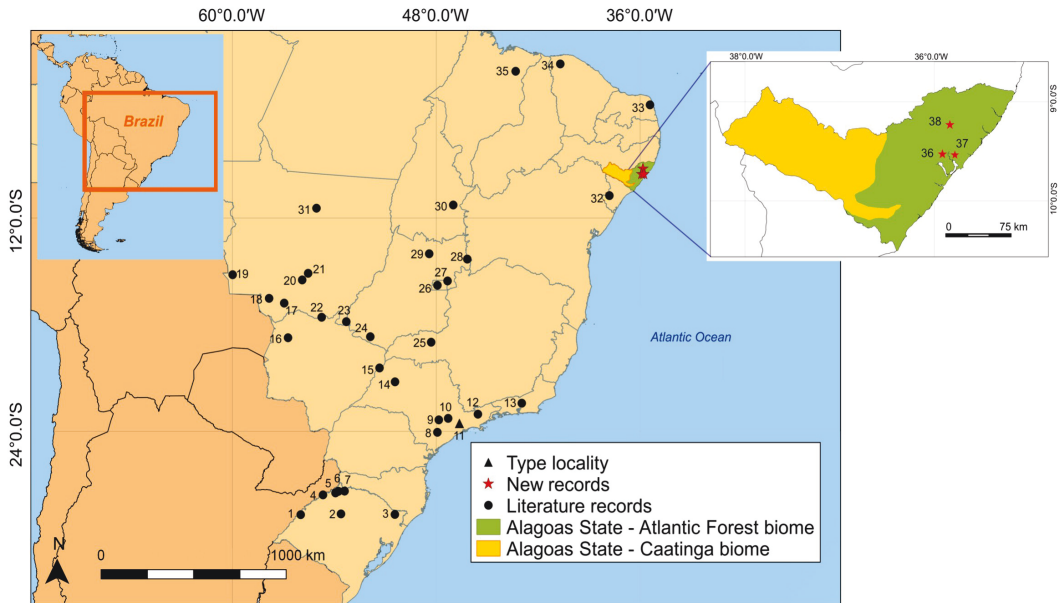 60°0.0'W 48°0.0'W 36°0.0'W
Brazil
38°0.0'W 36°0.0'W
9°0.0'S
10°0.0'S
38
36 37
0 75 km
35 34
33
32
31 30
12°0.0'S
29 28
27
26
19 20 21
18 17
22 23
24
16 25
15
14
Atlantic Ocean
13
12
10
9
11
8
24°0.0'S
7
6
5
4
1 2 3
Type locality
New records
Literature records
Alagoas State - Atlantic Forest biome
Alagoas State - Caatinga biome
N
0 1000 km